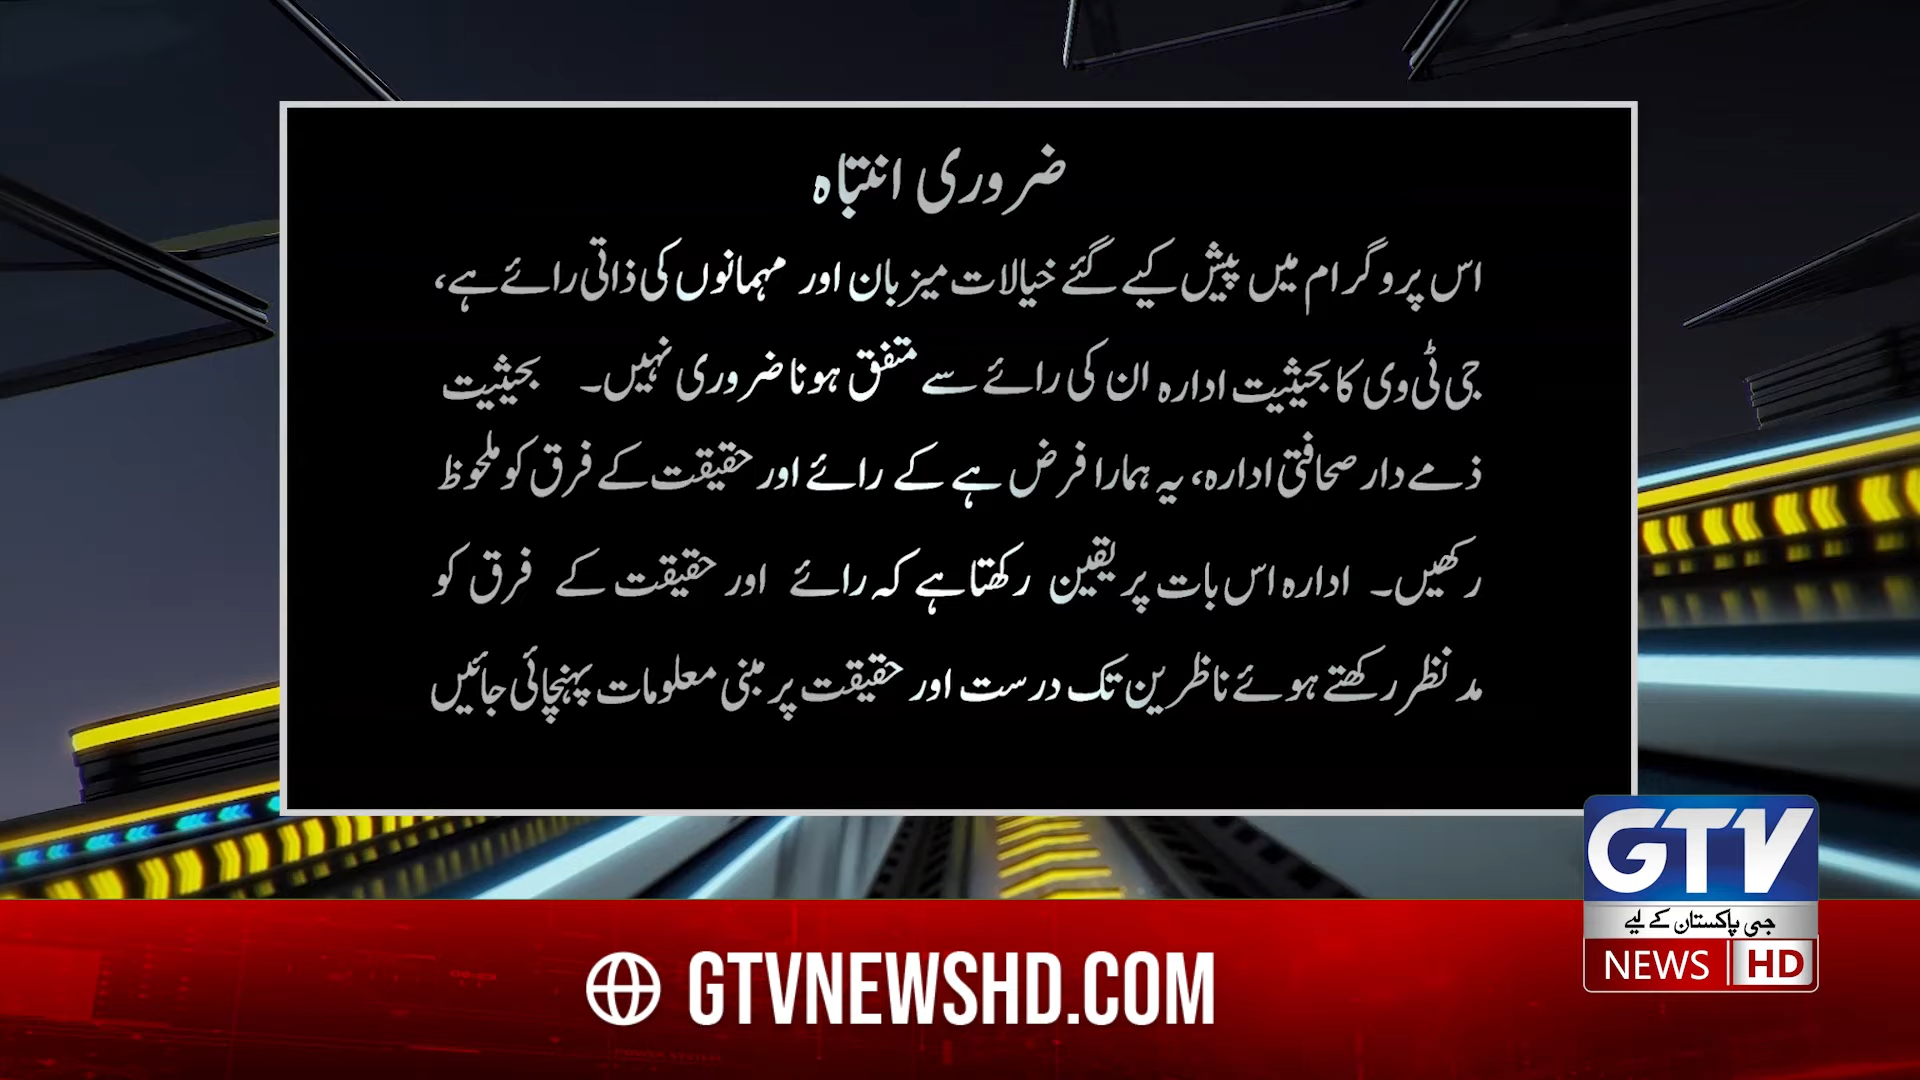 ضروری انتباہ
اس پروگرام میں پیش کیے گئے خیالات میزبان اور مہمانوں کی ذاتی رائے ہے،
جی ٹی وی کا بحیثیت ادارہ ان کی رائے سے متفق ہونا ضروری نہیں۔ بحیثیت
ذمے دار صحافتی ادارہ، یہ ہمارا فرض ہے کے رائے اور حقیقت کے فرق کو ملحوظ
رکھیں۔ ادارہ اس بات پر یقین رکھتا ہے کہ رائے اور حقیقت کے فرق کو
مد نظر رکھتے ہوئے ناظرین تک درست اور حقیقت پر مبنی معلومات پہنچائی جائیں
GTV
جی پاکستان کے لیے
NEWS HD
GTVNEWSHD.COM